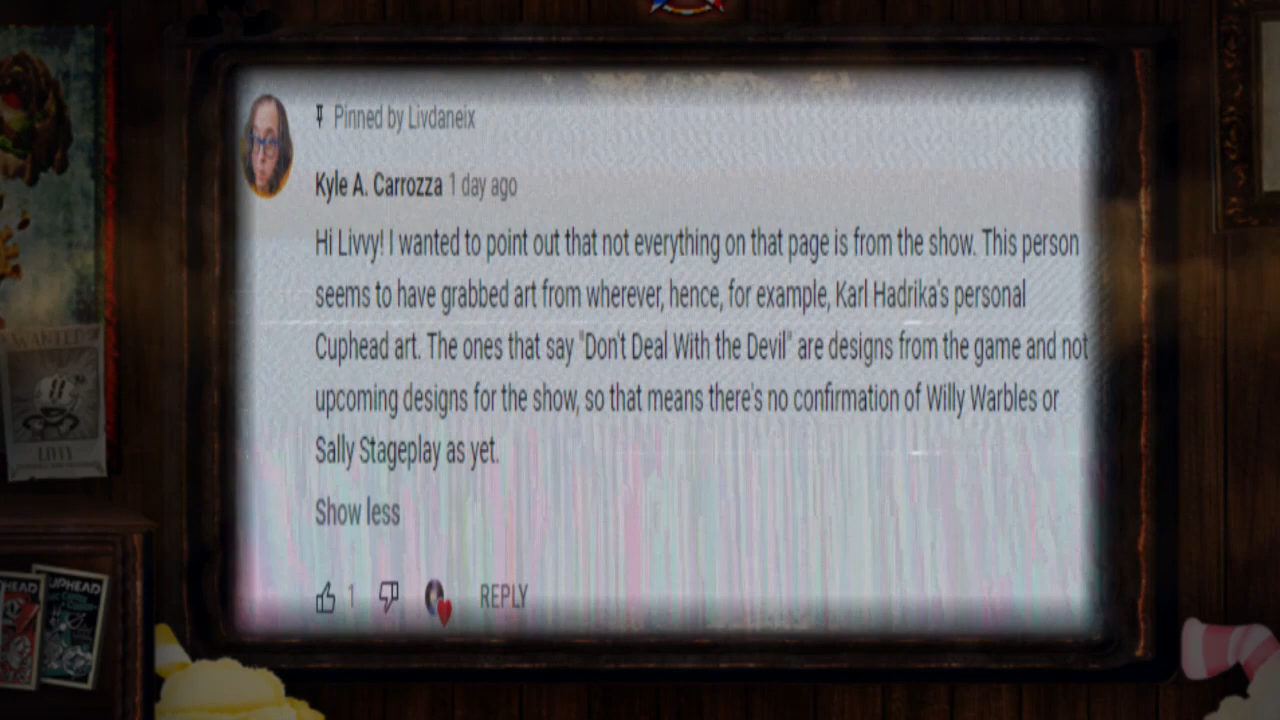 Pinned by Livdaneix
Kyle A. Carrozza 1 day ago
Hi Livvy! I wanted to point out that not everything on that page is from the show. This person
seems to have grabbed art from wherever, hence, for example, Karl Hadrika's personal
Cuphead art. The ones that say "Don't Deal With the Devil" are designs from the game and not
upcoming designs for the show, so that means there's no confirmation of Willy Warbles or
Sally Stageplay as yet.
Show less
1
REPLY
WANTED
LIVVY
HEAD
UPHEAD